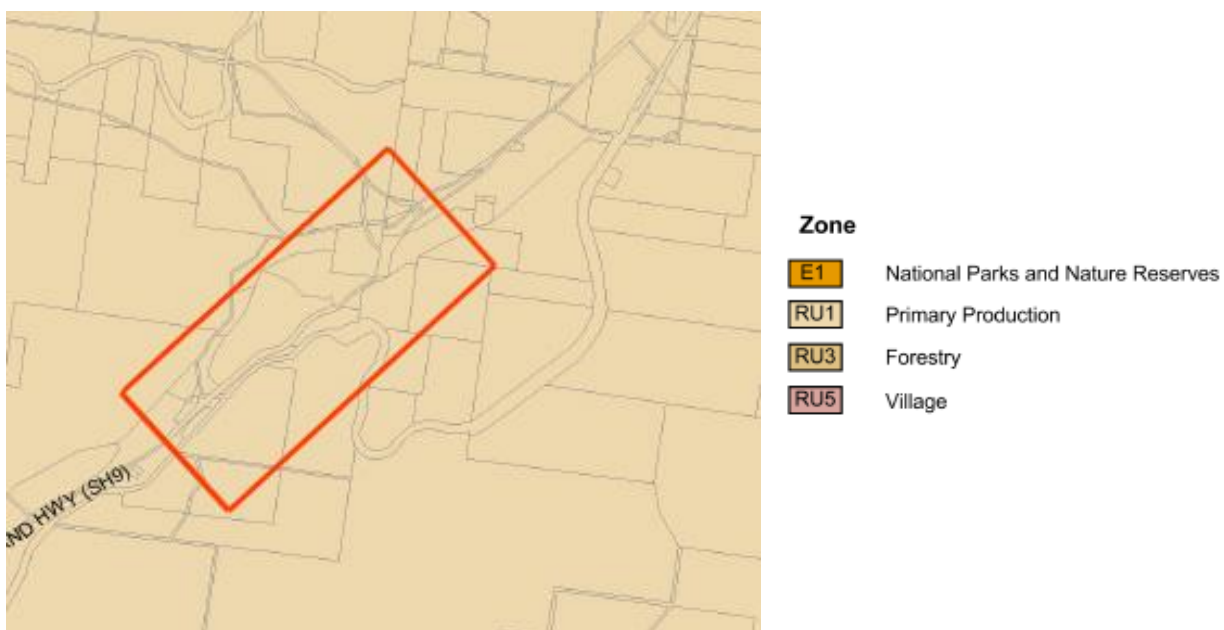 AND HWY (SH9)
Zone
E1 National Parks and Nature Reserves
RU1 Primary Production
RU3 Forestry
RU5 Village